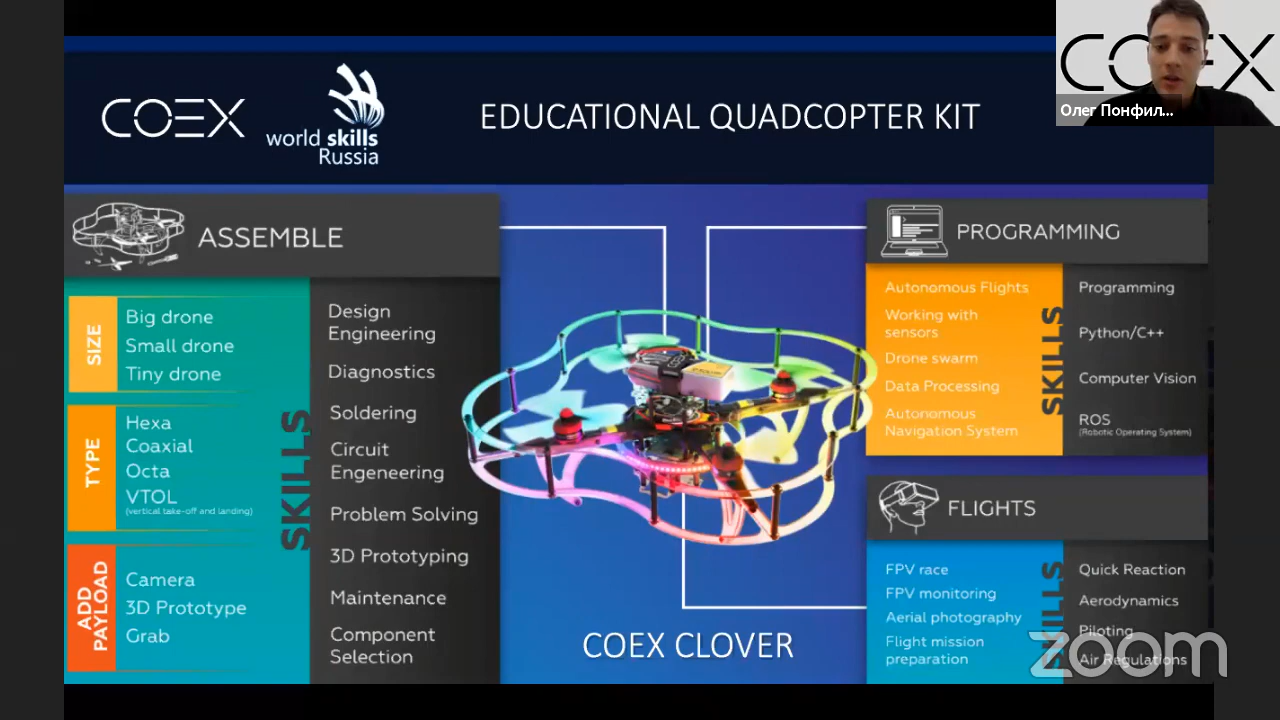 COEX
world skills
Russia
EDUCATIONAL QUADCOPTER KIT
COEX
Олег Понфил...
ASSEMBLE
SIZE
Big drone
Small drone
Tiny drone
TYPE
Hexa
Coaxial
Octa
VTOL
(vertical take-off and landing)
ADD
PAYLOAD
Camera
3D Prototype
Grab
SKILLS
Design
Engineering
Diagnostics
Soldering
Circuit
Engeneering
Problem Solving
3D Prototyping
Maintenance
Component
Selection
COEX CLOVER
PROGRAMMING
Autonomous Flights
Working with
sensors
Drone swarm
Data Processing
Autonomous
Navigation System
SKILLS
Programming
Python/C++
Computer Vision
ROS
(Robotic Operating System)
FLIGHTS
FPV race
FPV monitoring
Aerial photography
Flight mission
preparation
SKILLS
Quick Reaction
Aerodynamics
Piloting
Air Regulations
zoom